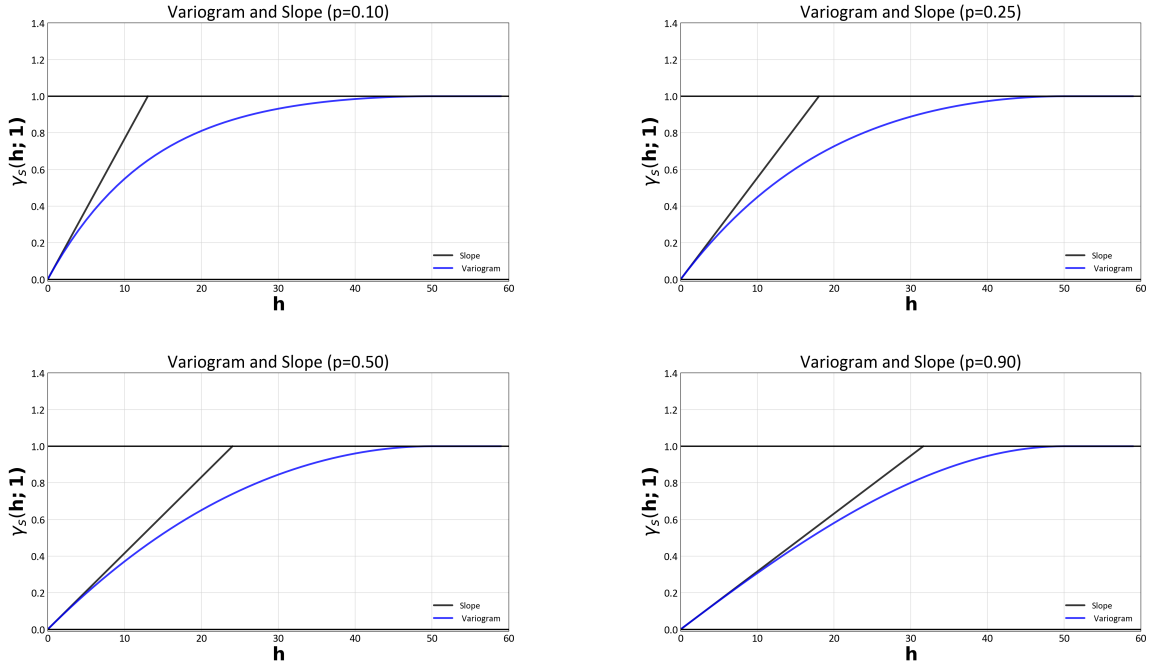 Variogram and Slope (p=0.10)
1.4
1.2
1.0
0.8
0.6
0.4
0.2
0.0
γₛ(h; 1)
Slope
Variogram
0 10 20 30 40 50 60
h
Variogram and Slope (p=0.25)
1.4
1.2
1.0
0.8
0.6
0.4
0.2
0.0
γₛ(h; 1)
Slope
Variogram
0 10 20 30 40 50 60
h
Variogram and Slope (p=0.50)
1.4
1.2
1.0
0.8
0.6
0.4
0.2
0.0
γₛ(h; 1)
Slope
Variogram
0 10 20 30 40 50 60
h
Variogram and Slope (p=0.90)
1.4
1.2
1.0
0.8
0.6
0.4
0.2
0.0
γₛ(h; 1)
Slope
Variogram
0 10 20 30 40 50 60
h